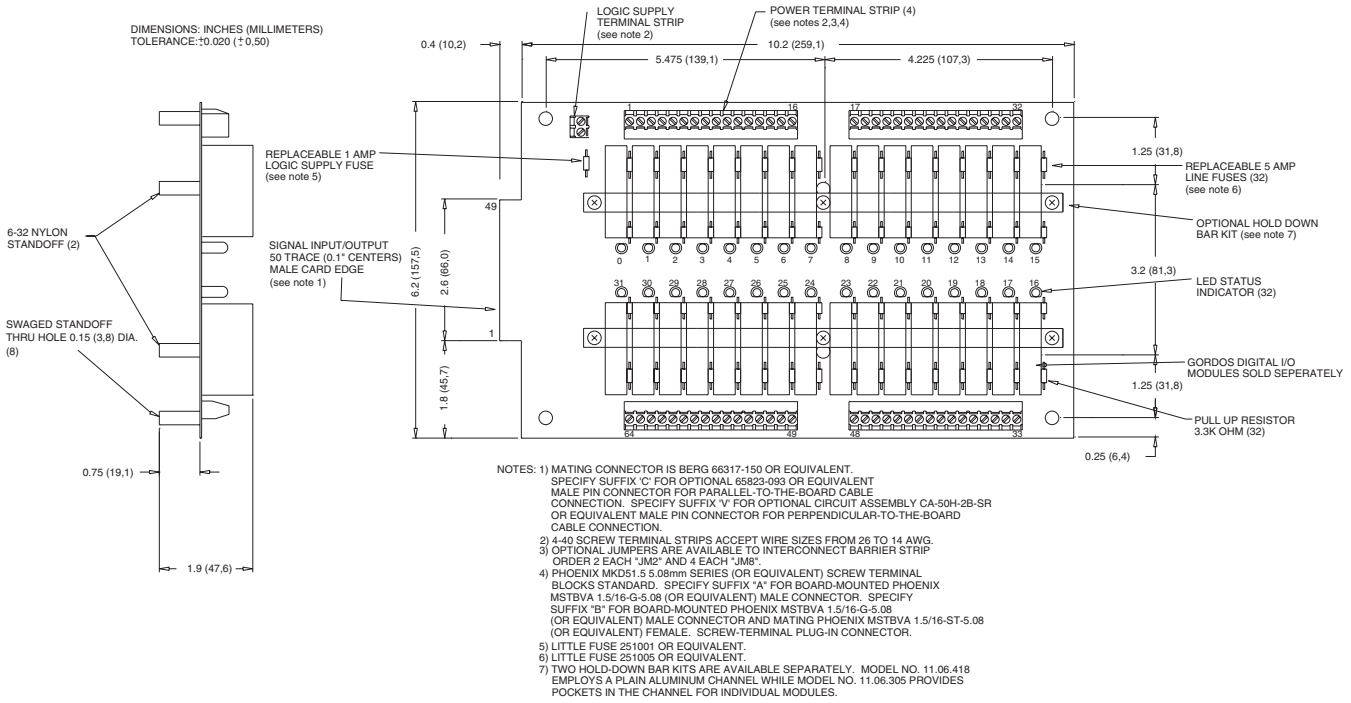 DIMENSIONS: INCHES (MILLIMETERS)
TOLERANCE:±0.020 (±0,50)
LOGIC SUPPLY
TERMINAL STRIP
(see note 2)
POWER TERMINAL STRIP (4)
(see notes 2,3,4)
0.4 (10,2)
10.2 (259,1)
5.475 (139,1)
4.225 (107,3)
1
16
17
32
REPLACEABLE 1 AMP
LOGIC SUPPLY FUSE
(see note 5)
1.25 (31,8)
REPLACEABLE 5 AMP
LINE FUSES (32)
(see note 6)
49
6-32 NYLON
STANDOFF (2)
SIGNAL INPUT/OUTPUT
50 TRACE (0.1" CENTERS)
MALE CARD EDGE
(see note 1)
6.2 (157,5)
2.6 (66,0)
OPTIONAL HOLD DOWN
BAR KIT (see note 7)
0 1 2 3 4 5 6 7 8 9 10 11 12 13 14 15
3.2 (81,3)
LED STATUS
INDICATOR (32)
31 30 29 28 27 26 25 24 23 22 21 20 19 18 17 16
SWAGED STANDOFF
THRU HOLE 0.15 (3,8) DIA.
(8)
1
1.8 (45,7)
GORDOS DIGITAL I/O
MODULES SOLD SEPERATELY
1.25 (31,8)
PULL UP RESISTOR
3.3K OHM (32)
64
49
48
33
0.25 (6,4)
0.75 (19,1)
1.9 (47,6)
NOTES: 1) MATING CONNECTOR IS BERG 66317-150 OR EQUIVALENT.
SPECIFY SUFFIX 'C' FOR OPTIONAL 65823-093 OR EQUIVALENT
MALE PIN CONNECTOR FOR PARALLEL-TO-THE-BOARD CABLE
CONNECTION. SPECIFY SUFFIX 'V' FOR OPTIONAL CIRCUIT ASSEMBLY CA-50H-2B-SR
OR EQUIVALENT MALE PIN CONNECTOR FOR PERPENDICULAR-TO-THE-BOARD
CABLE CONNECTION.
2) 4-40 SCREW TERMINAL STRIPS ACCEPT WIRE SIZES FROM 26 TO 14 AWG.
3) OPTIONAL JUMPERS ARE AVAILABLE TO INTERCONNECT BARRIER STRIP
ORDER 2 EACH "JM2" AND 4 EACH "JM8".
4) PHOENIX MKD51.5 5.08mm SERIES (OR EQUIVALENT) SCREW TERMINAL
BLOCKS STANDARD. SPECIFY SUFFIX "A" FOR BOARD-MOUNTED PHOENIX
MSTBVA 1.5/16-G-5.08 (OR EQUIVALENT) MALE CONNECTOR. SPECIFY
SUFFIX "B" FOR BOARD-MOUNTED PHOENIX MSTBVA 1.5/16-G-5.08
(OR EQUIVALENT) MALE CONNECTOR AND MATING PHOENIX MSTBVA 1.5/16-ST-5.08
(OR EQUIVALENT) FEMALE. SCREW-TERMINAL PLUG-IN CONNECTOR.
5) LITTLE FUSE 251001 OR EQUIVALENT.
6) LITTLE FUSE 251005 OR EQUIVALENT.
7) TWO HOLD-DOWN BAR KITS ARE AVAILABLE SEPARATELY. MODEL NO. 11.06.418
EMPLOYS A PLAIN ALUMINUM CHANNEL WHILE MODEL NO. 11.06.305 PROVIDES
POCKETS IN THE CHANNEL FOR INDIVIDUAL MODULES.